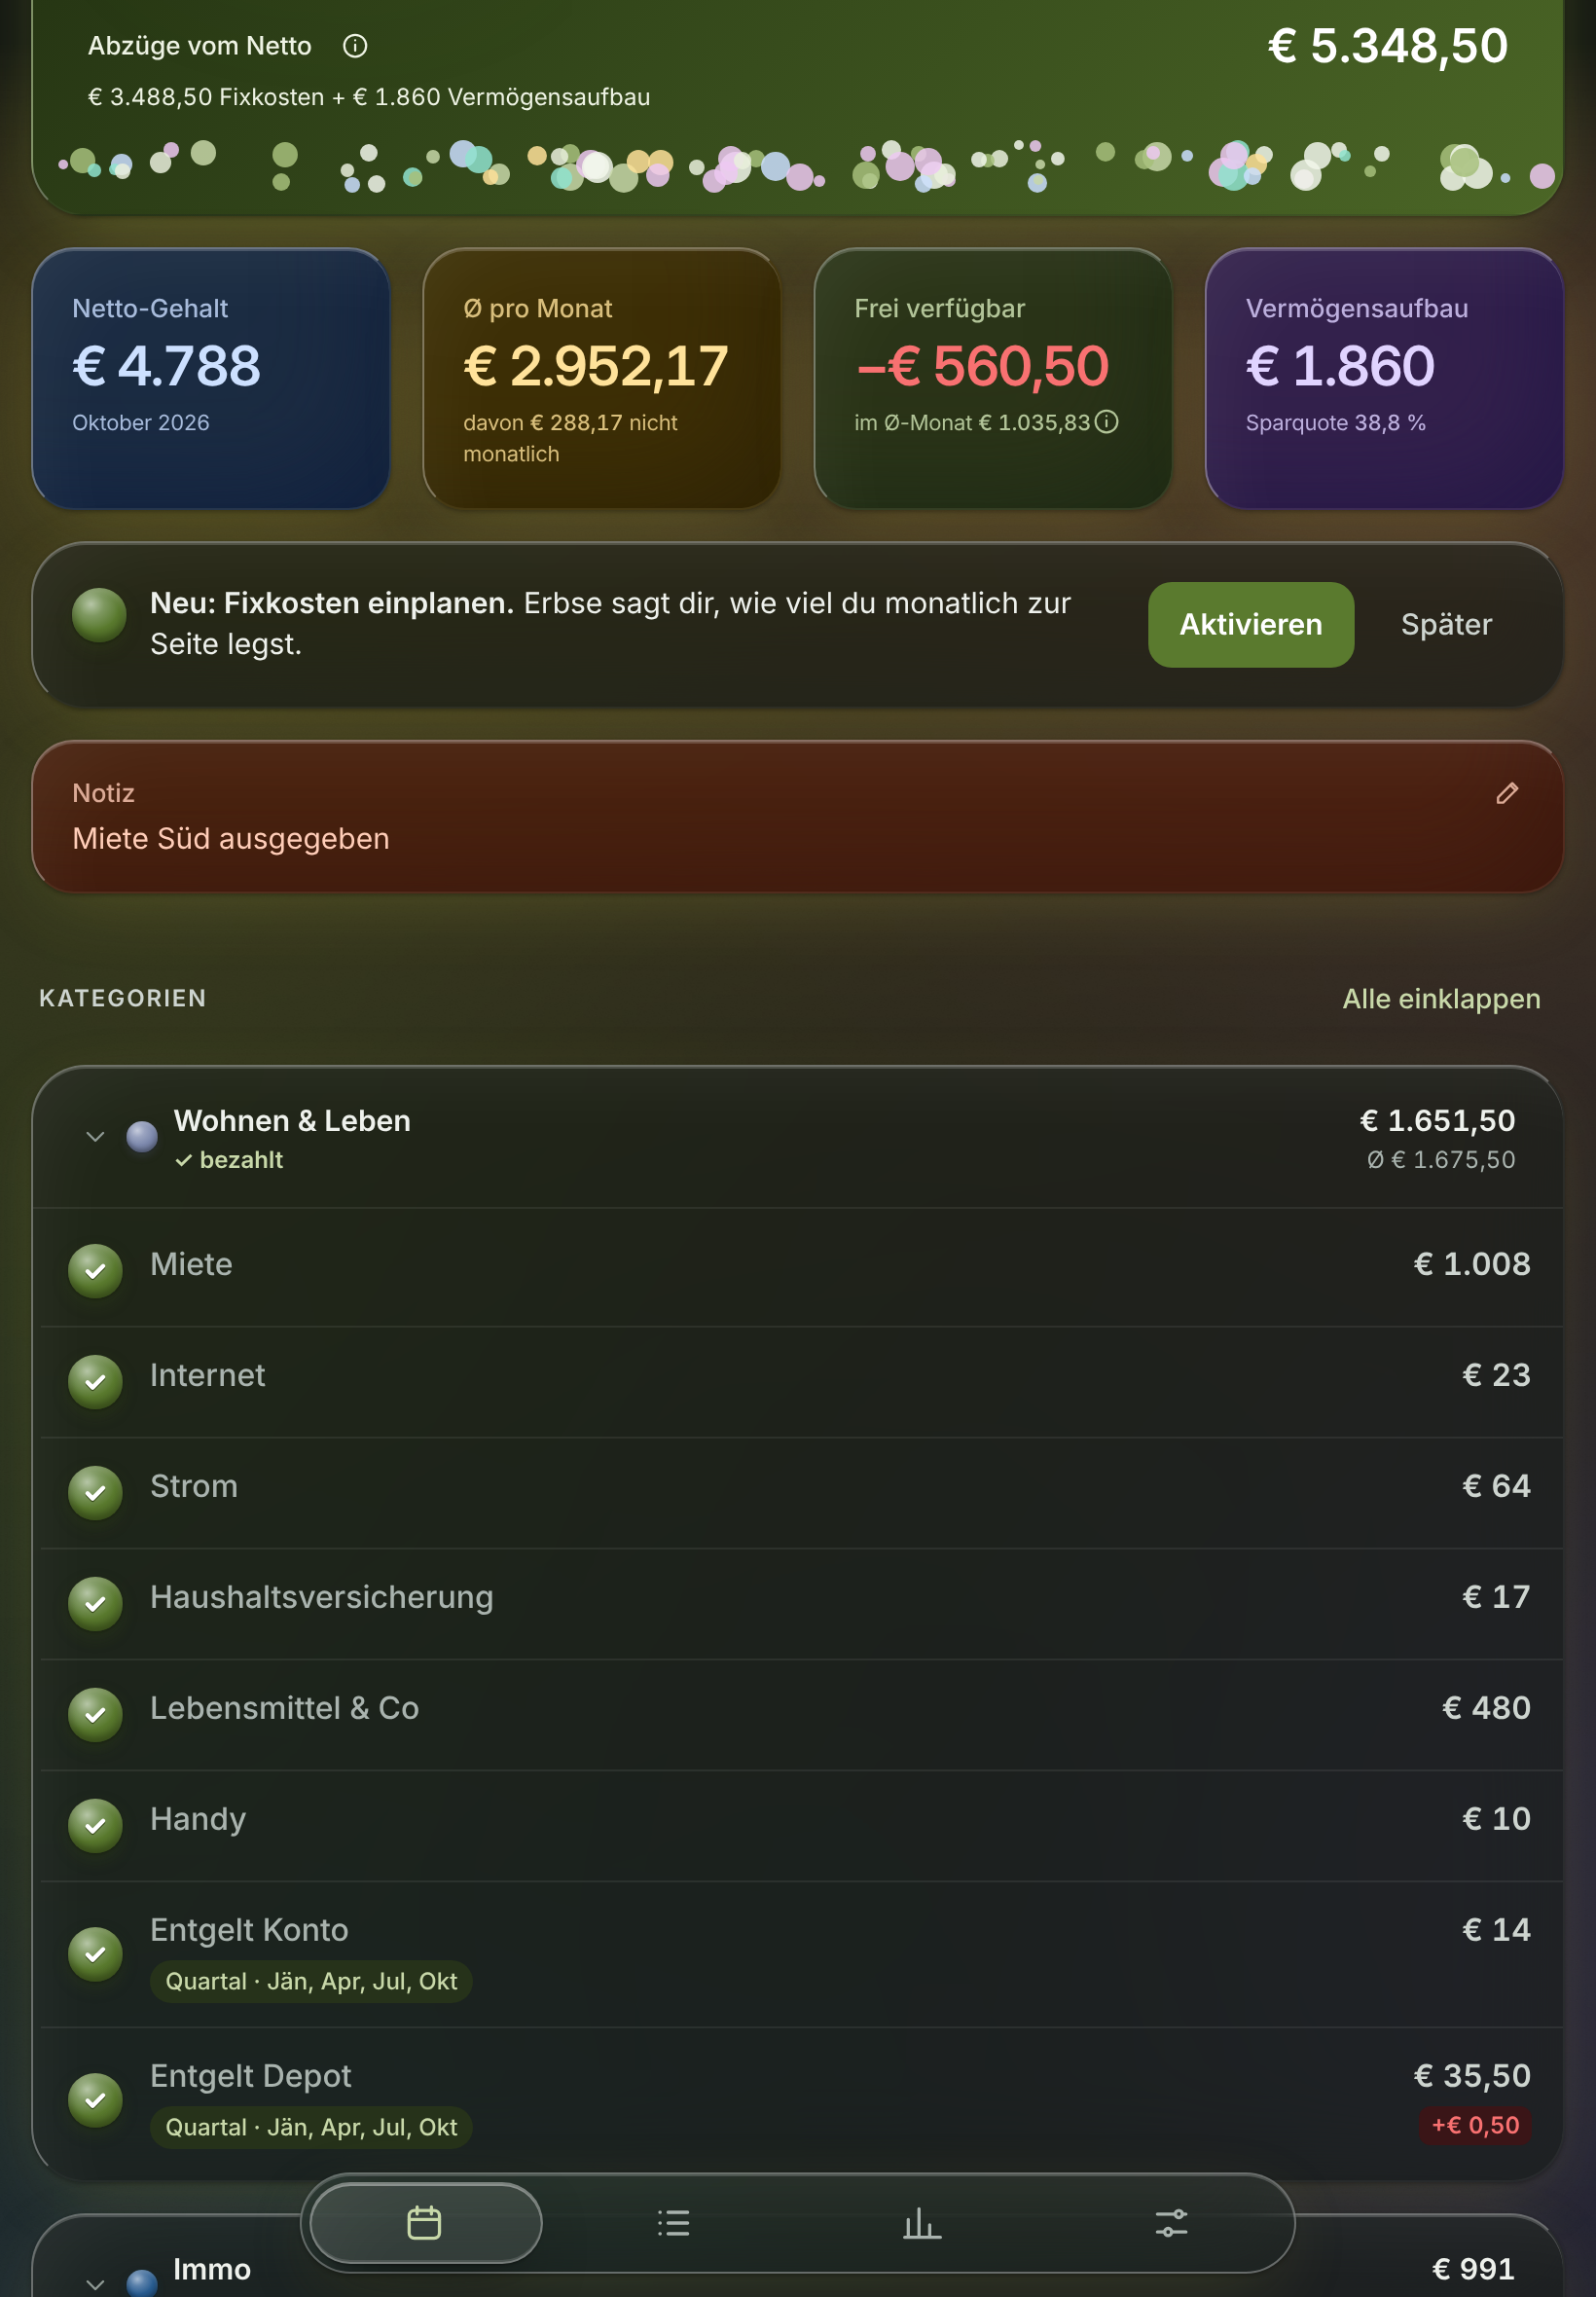 Abzüge vom Netto
€ 5.348,50
€ 3.488,50 Fixkosten + € 1.860 Vermögensaufbau
Netto-Gehalt
€ 4.788
Oktober 2026
Ø pro Monat
€ 2.952,17
davon € 288,17 nicht
monatlich
Frei verfügbar
–€ 560,50
im Ø-Monat € 1.035,83
Vermögensaufbau
€ 1.860
Sparquote 38,8 %
Neu: Fixkosten einplanen. Erbse sagt dir, wie viel du monatlich zur
Seite legst.
Aktivieren
Später
Notiz
Miete Süd ausgegeben
KATEGORIEN
Alle einklappen
Wohnen & Leben
€ 1.651,50
bezahlt
Ø € 1.675,50
Miete
€ 1.008
Internet
€ 23
Strom
€ 64
Haushaltsversicherung
€ 17
Lebensmittel & Co
€ 480
Handy
€ 10
Entgelt Konto
€ 14
Quartal · Jän, Apr, Jul, Okt
Entgelt Depot
€ 35,50
Quartal · Jän, Apr, Jul, Okt
+€ 0,50
Immo
€ 991